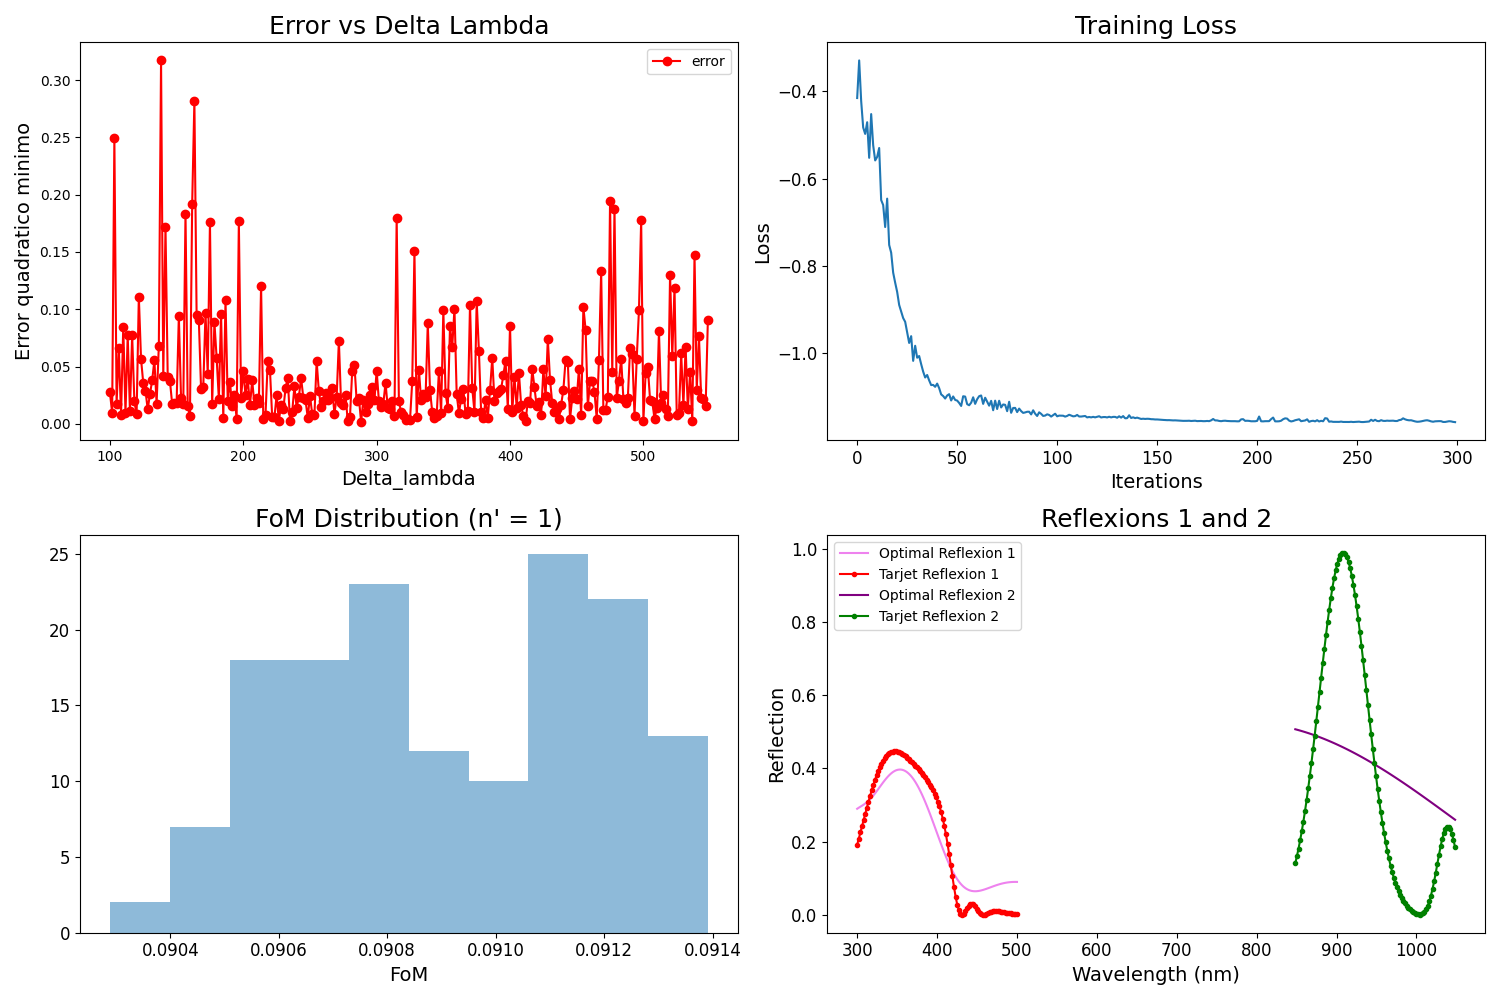 Error vs Delta Lambda
error
Error quadratico minimo
0.30
0.25
0.20
0.15
0.10
0.05
0.00
100 200 300 400 500
Delta_lambda
Training Loss
Loss
−0.4
−0.6
−0.8
−1.0
0 50 100 150 200 250 300
Iterations
FoM Distribution (n' = 1)
25
20
15
10
5
0
0.0904 0.0906 0.0908 0.0910 0.0912 0.0914
FoM
Reflexions 1 and 2
Optimal Reflexion 1
Tarjet Reflexion 1
Optimal Reflexion 2
Tarjet Reflexion 2
Reflection
1.0
0.8
0.6
0.4
0.2
0.0
300 400 500 600 700 800 900 1000
Wavelength (nm)